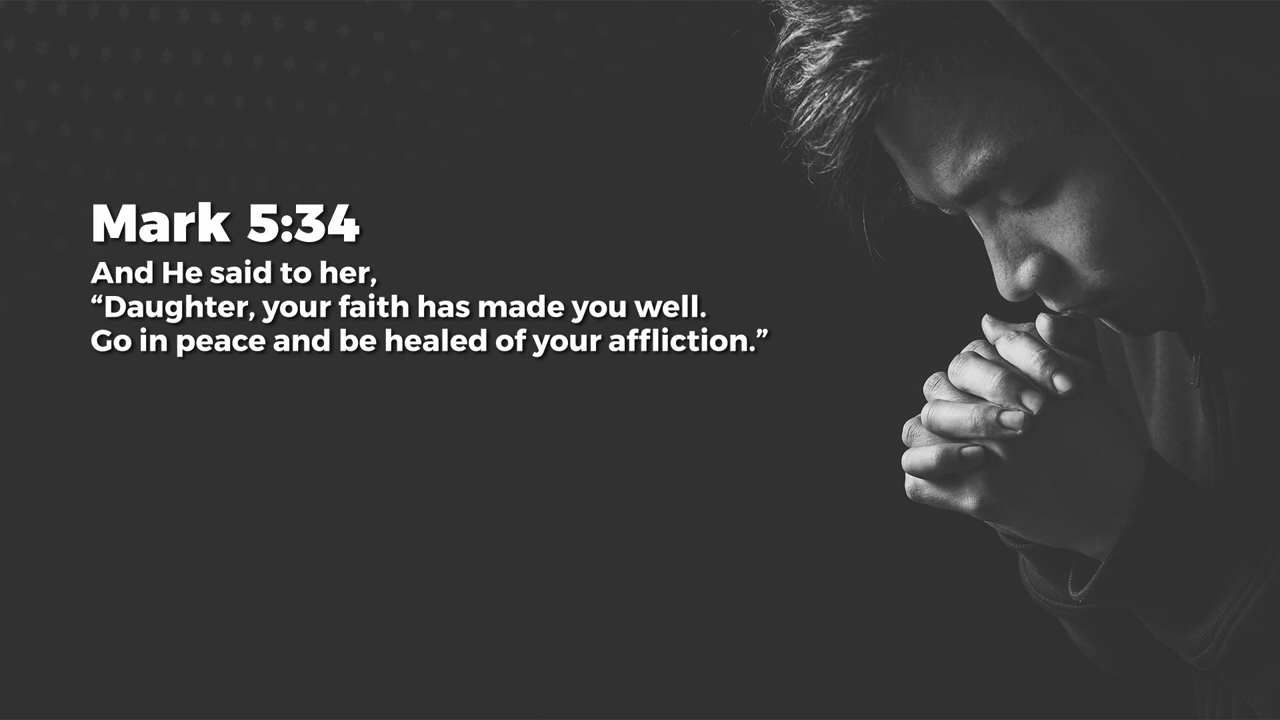 Mark 5:34
And He said to her,
“Daughter, your faith has made you well.
Go in peace and be healed of your affliction.”